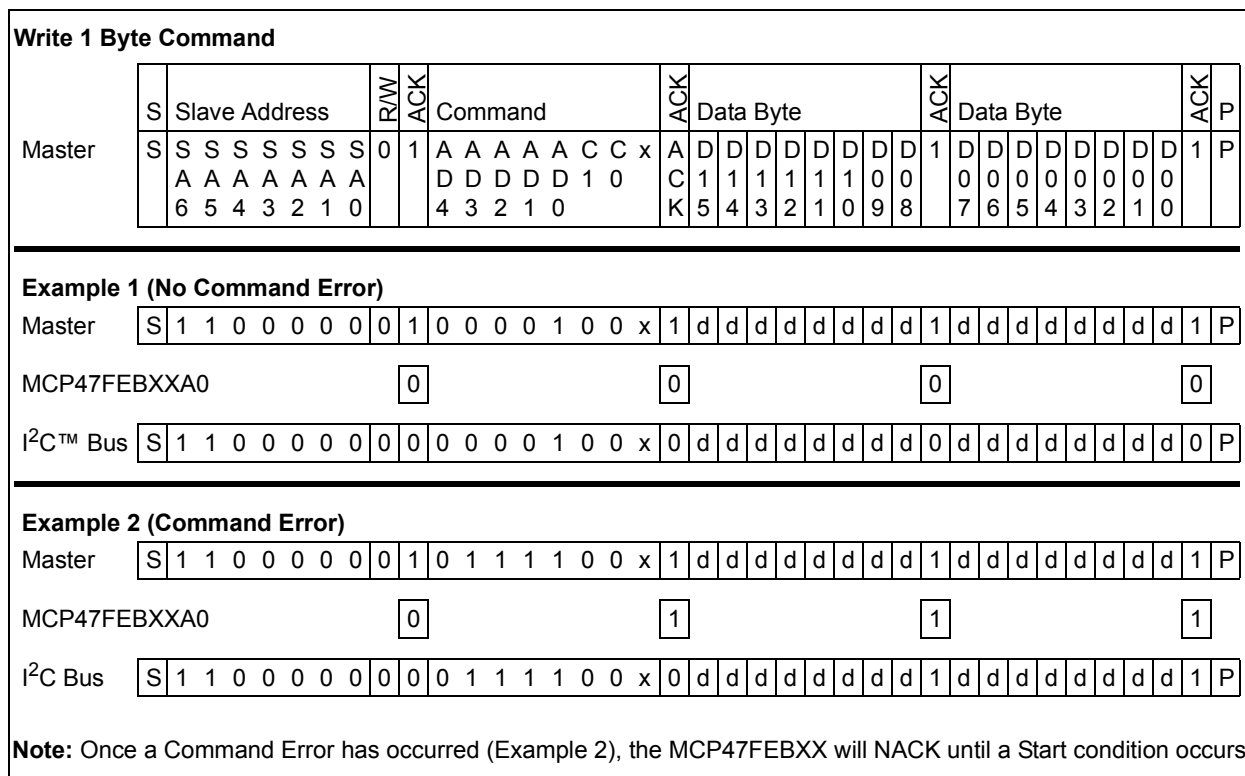 Write 1 Byte Command
S Slave Address R/W ACK Command ACK Data Byte ACK Data Byte ACK P
Master S S S S S S S S 0 1 A A A A A C C x A D D D D D D D D 1 D D D D D D D D 1 P
A A A A A A A D D D D D 1 0 C 1 1 1 1 1 1 0 0 0 0 0 0 0 0 0 0
6 5 4 3 2 1 0 4 3 2 1 0 K 5 4 3 2 1 0 9 8 7 6 5 4 3 2 1 0
Example 1 (No Command Error)
Master S 1 1 0 0 0 0 0 0 1 0 0 0 0 1 0 0 x 1 d d d d d d d d 1 d d d d d d d d 1 P
MCP47FEBXXA0 0 0 0 0
I²C™ Bus S 1 1 0 0 0 0 0 0 0 0 0 0 0 1 0 0 x 0 d d d d d d d d 0 d d d d d d d d 0 P
Example 2 (Command Error)
Master S 1 1 0 0 0 0 0 0 1 0 1 1 1 1 0 0 x 1 d d d d d d d d 1 d d d d d d d d 1 P
MCP47FEBXXA0 0 1 1 1
I²C Bus S 1 1 0 0 0 0 0 0 0 0 1 1 1 1 0 0 x 0 d d d d d d d d 1 d d d d d d d d 1 P
Note: Once a Command Error has occurred (Example 2), the MCP47FEBXX will NACK until a Start condition occurs